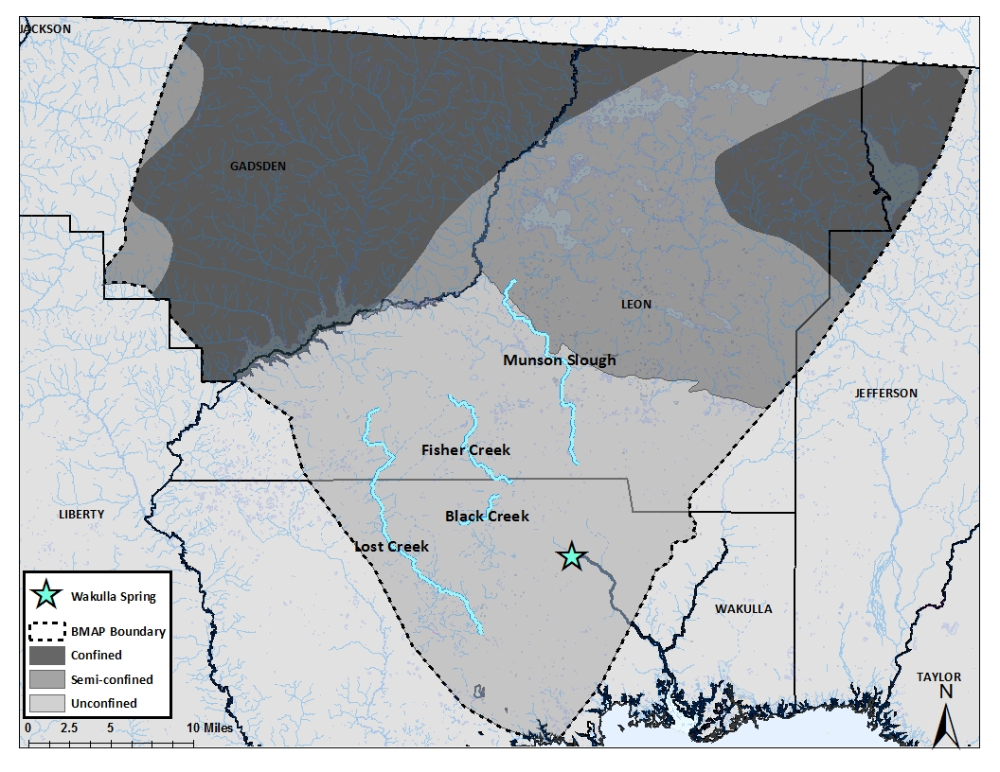 JACKSON
GADSDEN
LEON
Munson Slough
JEFFERSON
Fisher Creek
LIBERTY
Black Creek
Lost Creek
WAKULLA
TAYLOR
N
Wakulla Spring
BMAP Boundary
Confined
Semi-confined
Unconfined
0 2.5 5 10 Miles